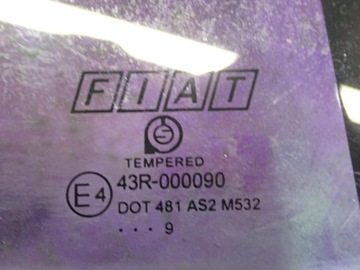 FIAT
TEMPERED
E4 43R-000090
DOT 481 AS2 M532
... 9